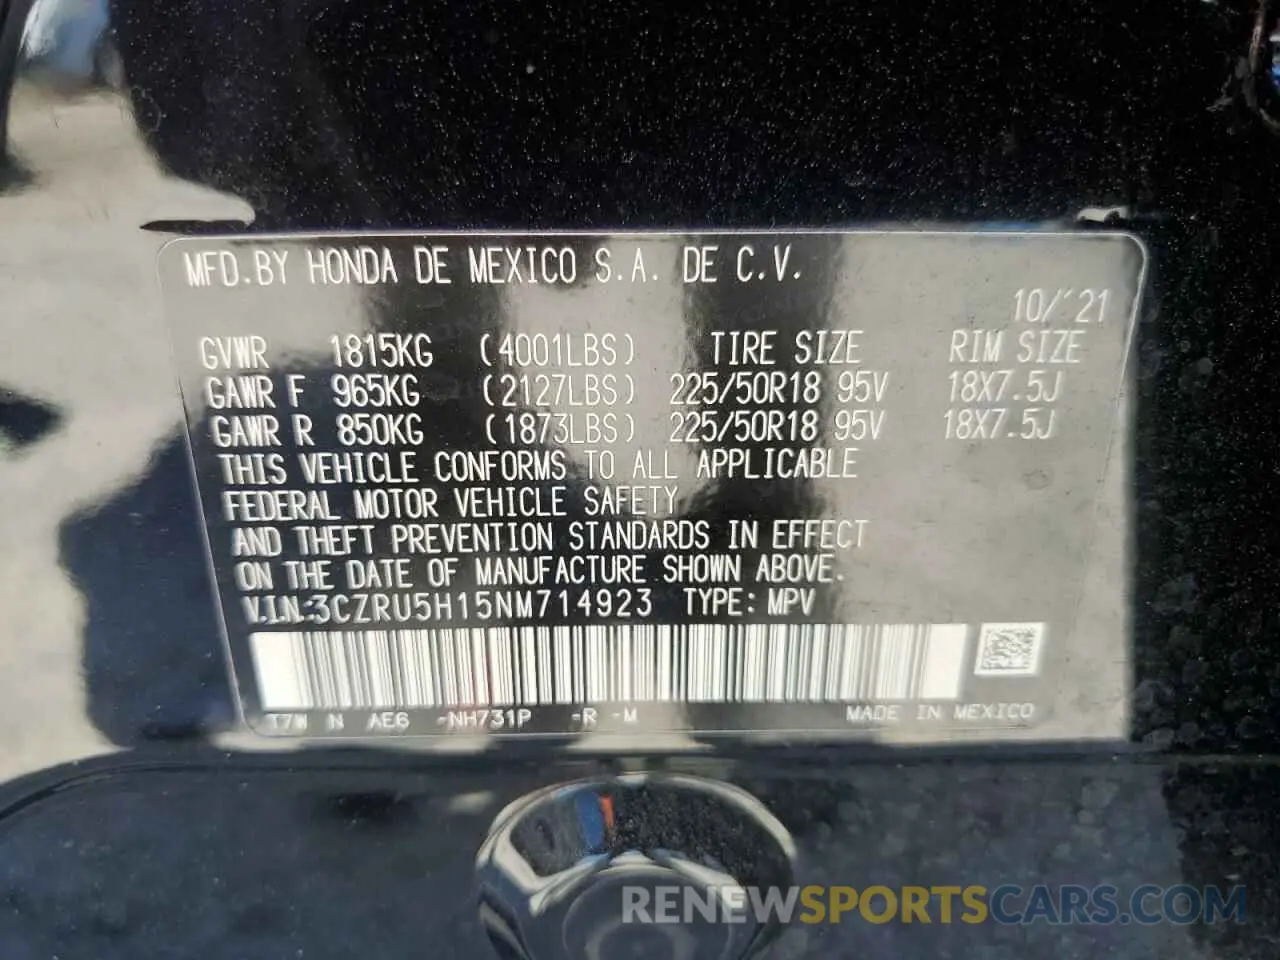 MFD.BY HONDA DE MEXICO S.A. DE C.V.
10/'21
GVWR 1815KG (4001LBS) TIRE SIZE RIM SIZE
GAWR F 965KG (2127LBS) 225/50R18 95V 18X7.5J
GAWR R 850KG (1873LBS) 225/50R18 95V 18X7.5J
THIS VEHICLE CONFORMS TO ALL APPLICABLE
FEDERAL MOTOR VEHICLE SAFETY
AND THEFT PREVENTION STANDARDS IN EFFECT
ON THE DATE OF MANUFACTURE SHOWN ABOVE.
V.I.N:3CZRU5H15NM714923 TYPE: MPV
T7W N AE6 -NH731P -R -M MADE IN MEXICO
RENEWSPORTSCARS.COM